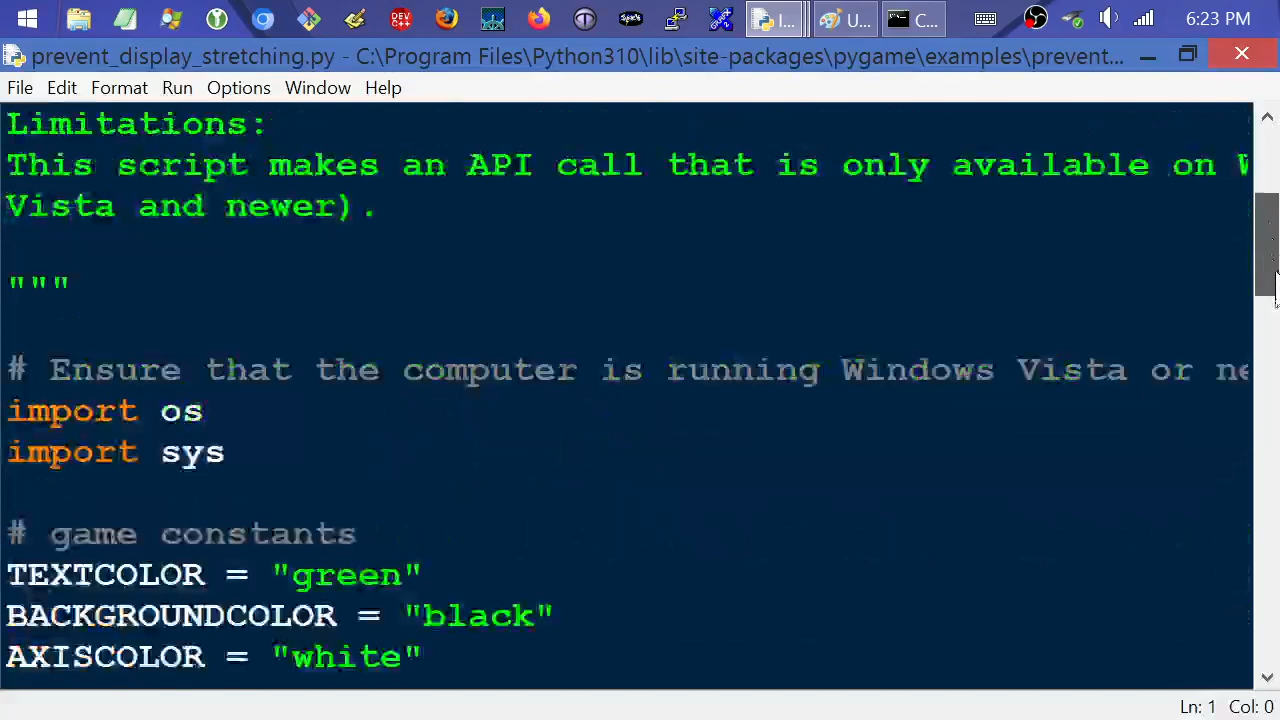 DEV
C++
Spark
I...
U...
C...
6:23 PM
prevent_display_stretching.py - C:\Program Files\Python310\lib\site-packages\pygame\examples\prevent...
File Edit Format Run Options Window Help
Limitations:
This script makes an API call that is only available on W
Vista and newer).
"""
# Ensure that the computer is running Windows Vista or ne
import os
import sys
# game constants
TEXTCOLOR = "green"
BACKGROUNDCOLOR = "black"
AXISCOLOR = "white"
Ln: 1 Col: 0